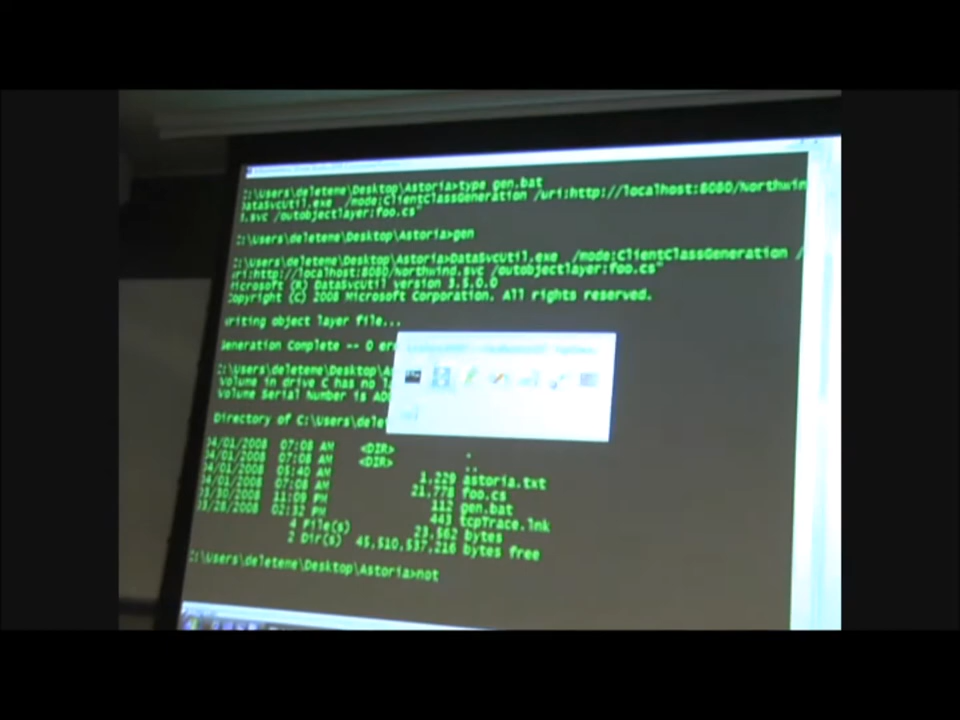 C:\Users\deleteme\Desktop\Astoria>type gen.bat
DataSvcUtil.exe /mode:ClientClassGeneration /uri:http://localhost:8080/Northwin
d.svc /outobjectlayer:foo.cs"
C:\Users\deleteme\Desktop\Astoria>gen
C:\Users\deleteme\Desktop\Astoria>DataSvcUtil.exe /mode:ClientClassGeneration /
uri:http://localhost:8080/Northwind.svc /outobjectlayer:foo.cs"
Microsoft (R) DataSvcUtil version 3.5.0.0
Copyright (C) 2008 Microsoft Corporation. All rights reserved.
Writing object layer file...
Generation Complete -- 0 er
C:\Users\deleteme\Desktop\A
Volume in drive C has no l
Volume Serial Number is AD
Directory of C:\Users\dele
04/01/2008 07:08 AM <DIR> .
04/01/2008 07:08 AM <DIR> ..
04/01/2008 05:40 AM 1,229 astoria.txt
04/01/2008 07:08 AM 21,778 foo.cs
03/30/2008 11:09 PM 112 gen.bat
03/28/2008 02:32 PM 443 tcpTrace.lnk
4 File(s) 23,562 bytes
2 Dir(s) 45,510,537,216 bytes free
C:\Users\deleteme\Desktop\Astoria>not